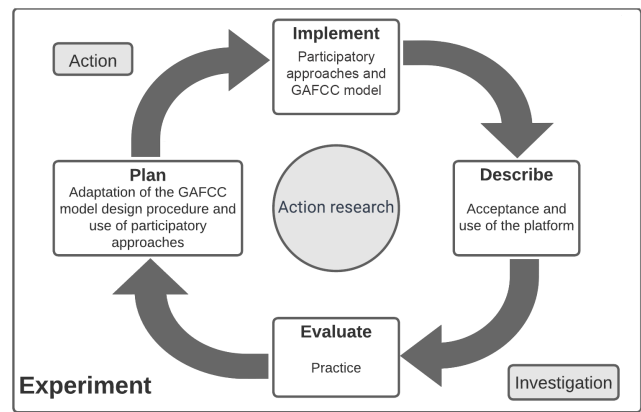 Action
Implement
Participatory
approaches and
GAFCC model
Plan
Adaptation of the GAFCC
model design procedure and
use of participatory
approaches
Action research
Describe
Acceptance and
use of the platform
Evaluate
Practice
Experiment
Investigation